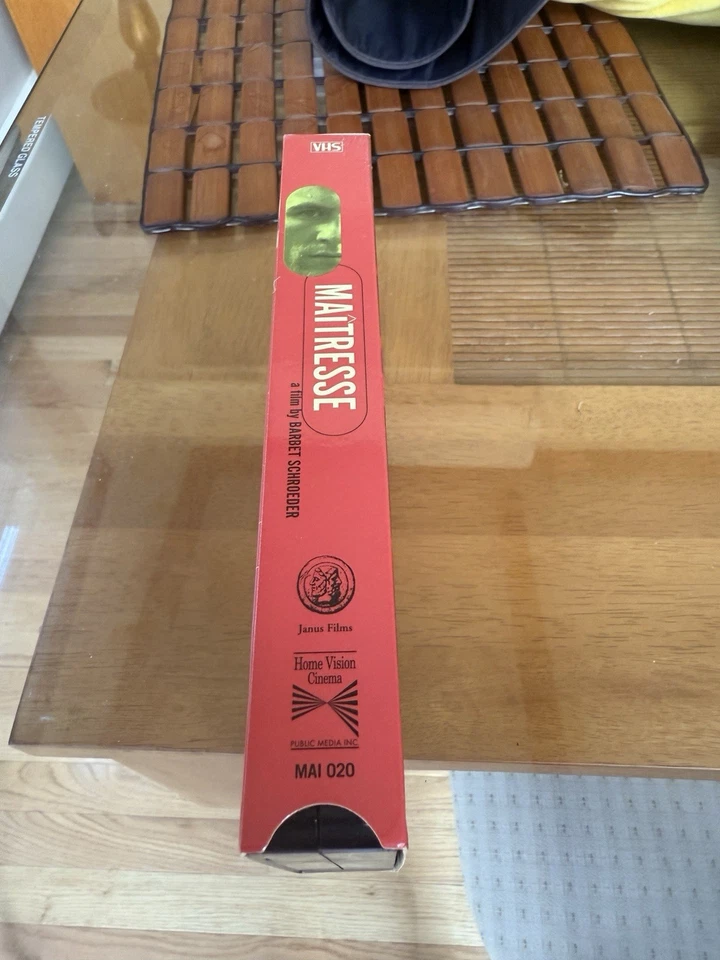 TEMPERED GLASS
VHS
MAÎTRESSE
a film by BARBET SCHROEDER
Janus Films
Home Vision
Cinema
PUBLIC MEDIA INC.
MAI 020